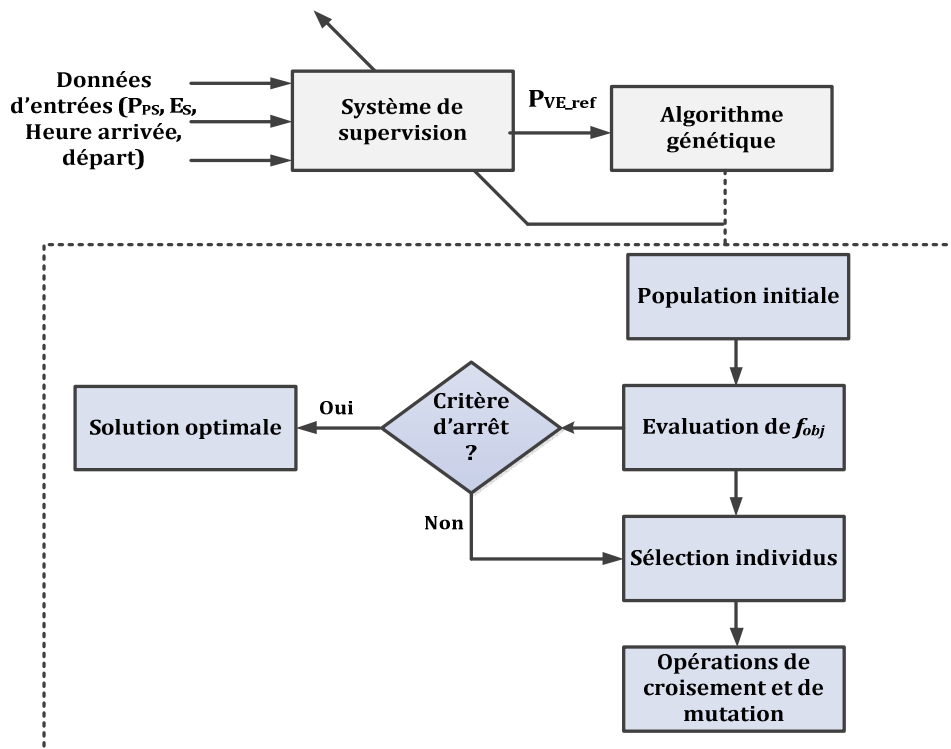 Données
d'entrées (PPS, ES,
Heure arrivée,
départ)
Système de
supervision
PVE_ref
Algorithme
génétique
Population initiale
Evaluation de fobj
Critère
d'arrêt
?
Oui
Solution optimale
Non
Sélection individus
Opérations de
croisement et de
mutation